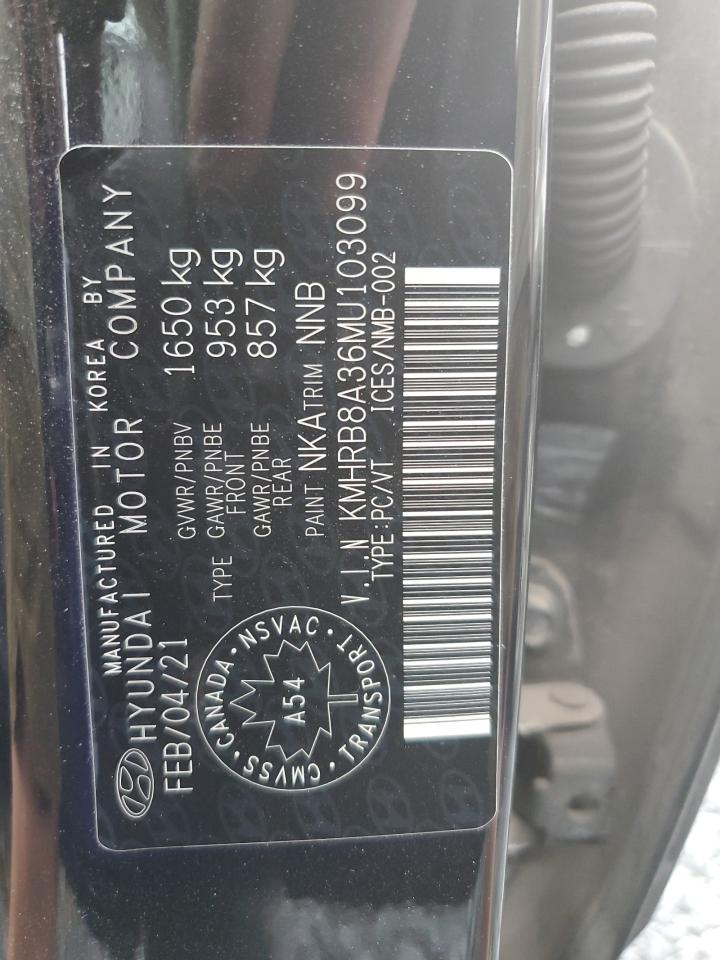 MANUFACTURED IN KOREA BY
HYUNDAI MOTOR COMPANY
FEB/04/21
GVWR/PNBV 1650 kg
TYPE GAWR/PNBE FRONT 953 kg
GAWR/PNBE REAR 857 kg
PAINT NKA TRIM NNB
V.I.N KMHRB8A36MU103099
TYPE:PC/VT ICES/NMB-002
CANADA · NSVAC · TRANSPORT · CMVSS ·
A54